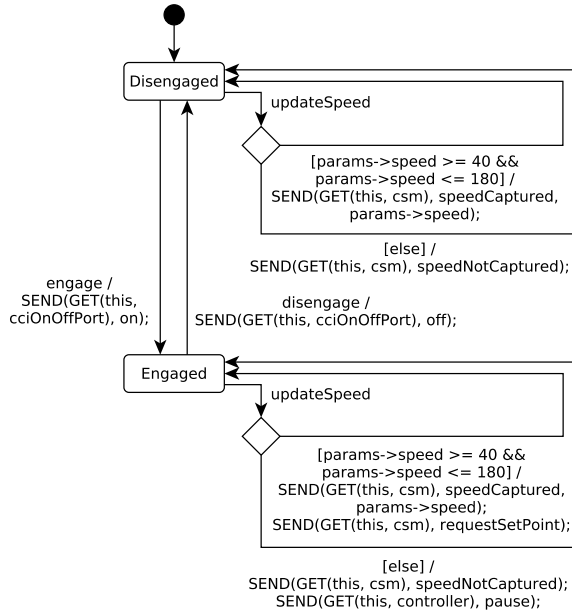 Disengaged
updateSpeed
[params->speed >= 40 &&
params->speed <= 180] /
SEND(GET(this, csm), speedCaptured,
params->speed);
[else] /
SEND(GET(this, csm), speedNotCaptured);
engage /
SEND(GET(this,
cciOnOffPort), on);
disengage /
SEND(GET(this, cciOnOffPort), off);
Engaged
updateSpeed
[params->speed >= 40 &&
params->speed <= 180] /
SEND(GET(this, csm), speedCaptured,
params->speed);
SEND(GET(this, csm), requestSetPoint);
[else] /
SEND(GET(this, csm), speedNotCaptured);
SEND(GET(this, controller), pause);